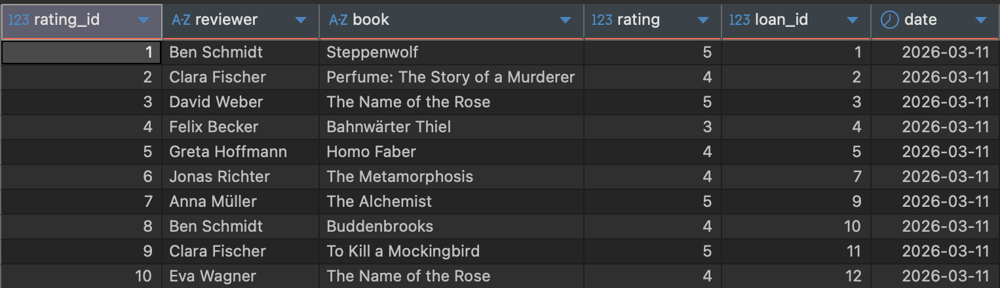 123 rating_id A-Z reviewer A-Z book 123 rating 123 loan_id date
1 Ben Schmidt Steppenwolf 5 1 2026-03-11
2 Clara Fischer Perfume: The Story of a Murderer 4 2 2026-03-11
3 David Weber The Name of the Rose 5 3 2026-03-11
4 Felix Becker Bahnwärter Thiel 3 4 2026-03-11
5 Greta Hoffmann Homo Faber 4 5 2026-03-11
6 Jonas Richter The Metamorphosis 4 7 2026-03-11
7 Anna Müller The Alchemist 5 9 2026-03-11
8 Ben Schmidt Buddenbrooks 4 10 2026-03-11
9 Clara Fischer To Kill a Mockingbird 5 11 2026-03-11
10 Eva Wagner The Name of the Rose 4 12 2026-03-11